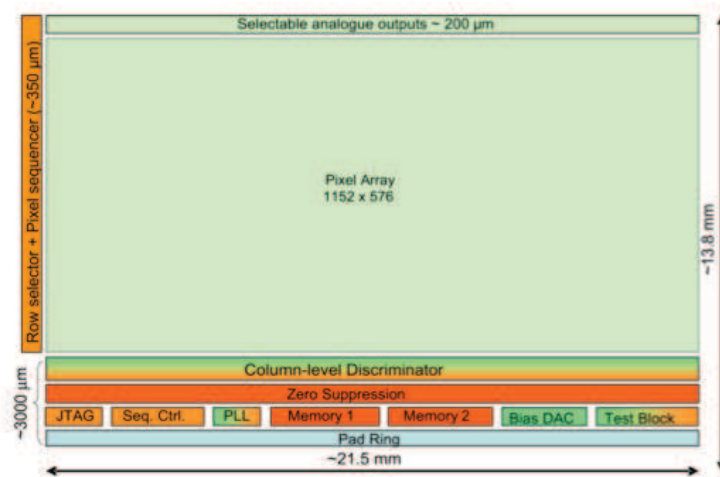 Selectable analogue outputs ~ 200 µm
Row selector + Pixel sequencer (~350 µm)
Pixel Array
1152 x 576
~13.8 mm
Column-level Discriminator
Zero Suppression
~3000 µm
JTAG Seq. Ctrl. PLL Memory 1 Memory 2 Bias DAC Test Block
Pad Ring
~21.5 mm